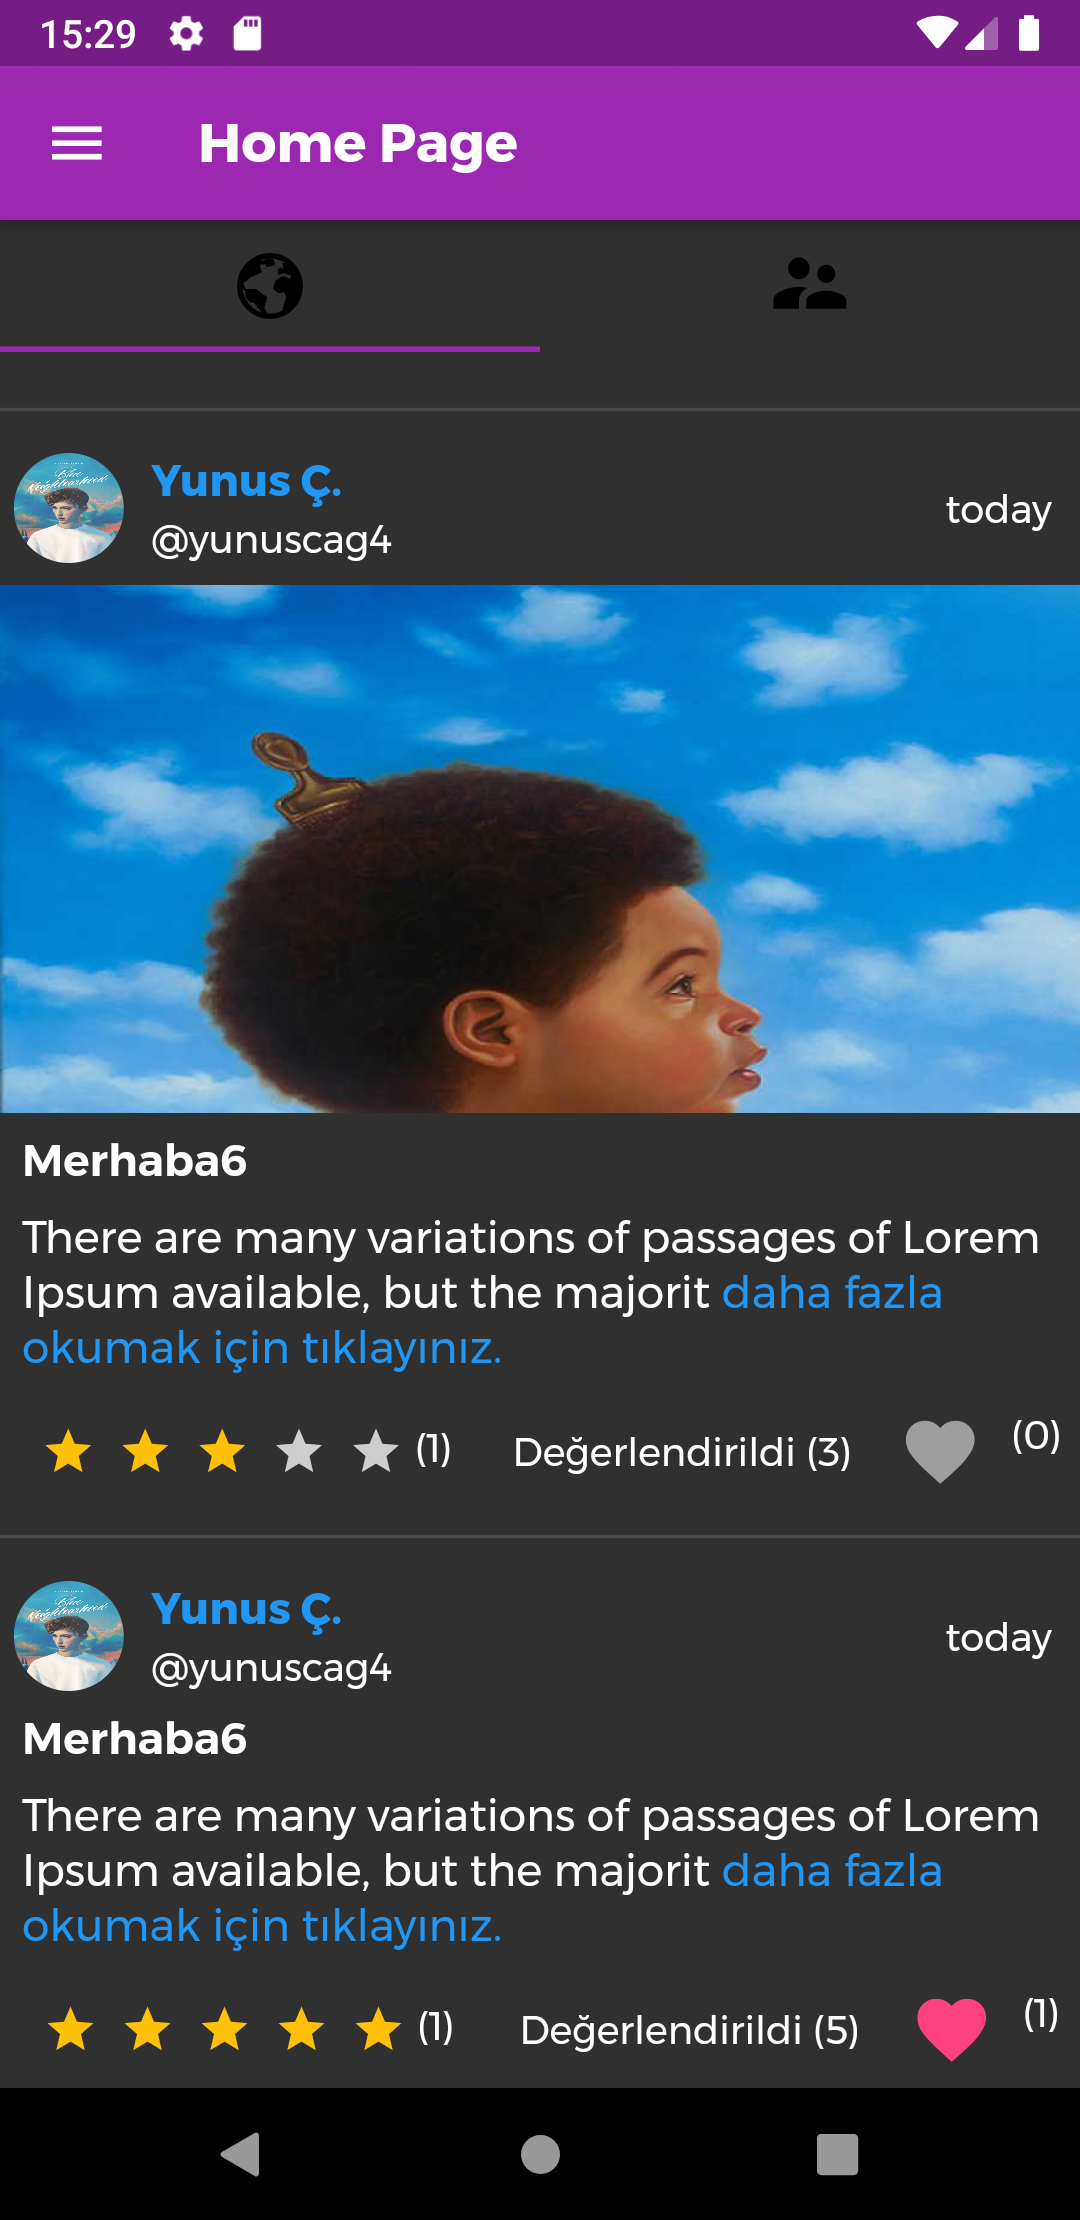 15:29
Home Page
Yunus Ç.
@yunuscag4
today
Merhaba6
There are many variations of passages of Lorem
Ipsum available, but the majorit daha fazla
okumak için tıklayınız.
(1)
Değerlendirildi (3)
(0)
Yunus Ç.
@yunuscag4
today
Merhaba6
There are many variations of passages of Lorem
Ipsum available, but the majorit daha fazla
okumak için tıklayınız.
(1)
Değerlendirildi (5)
(1)